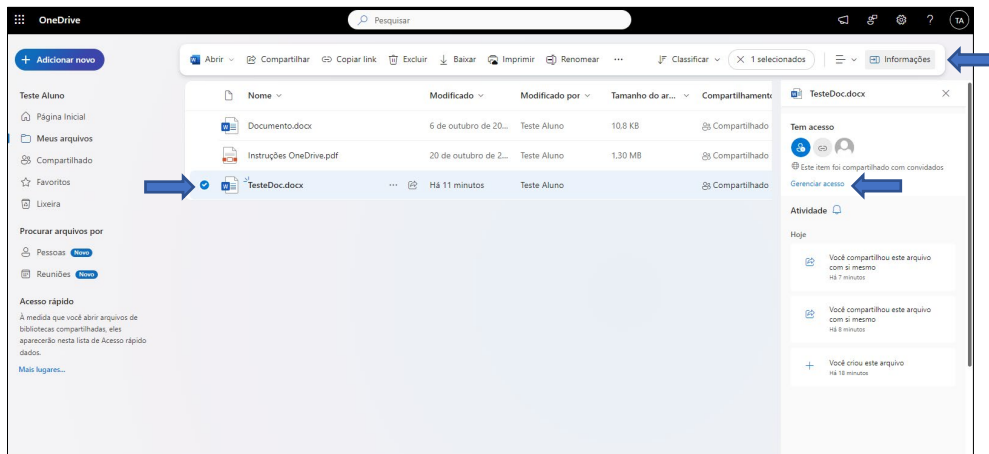 OneDrive
Pesquisar
?
TA
+ Adicionar novo
Abrir
Compartilhar
Copiar link
Excluir
Baixar
Imprimir
Renomear
...
Classificar
1 selecionados
Informações
Teste Aluno
Página Inicial
Meus arquivos
Compartilhado
Favoritos
Lixeira
Procurar arquivos por
Pessoas Novo
Reuniões Novo
Acesso rápido
À medida que você abrir arquivos de
bibliotecas compartilhadas, eles
aparecerão nesta lista de Acesso rápido
dados.
Mais lugares...
Nome Modificado Modificado por Tamanho do ar... Compartilhamento
Documento.docx 6 de outubro de 20... Teste Aluno 10,8 KB Compartilhado
Instruções OneDrive.pdf 20 de outubro de 2... Teste Aluno 1,30 MB Compartilhado
TesteDoc.docx ... Há 11 minutos Teste Aluno Compartilhado
TesteDoc.docx
Tem acesso
Este item foi compartilhado com convidados
Gerenciar acesso
Atividade
Hoje
Você compartilhou este arquivo
com si mesmo
Há 7 minutos
Você compartilhou este arquivo
com si mesmo
Há 8 minutos
Você criou este arquivo
Há 18 minutos